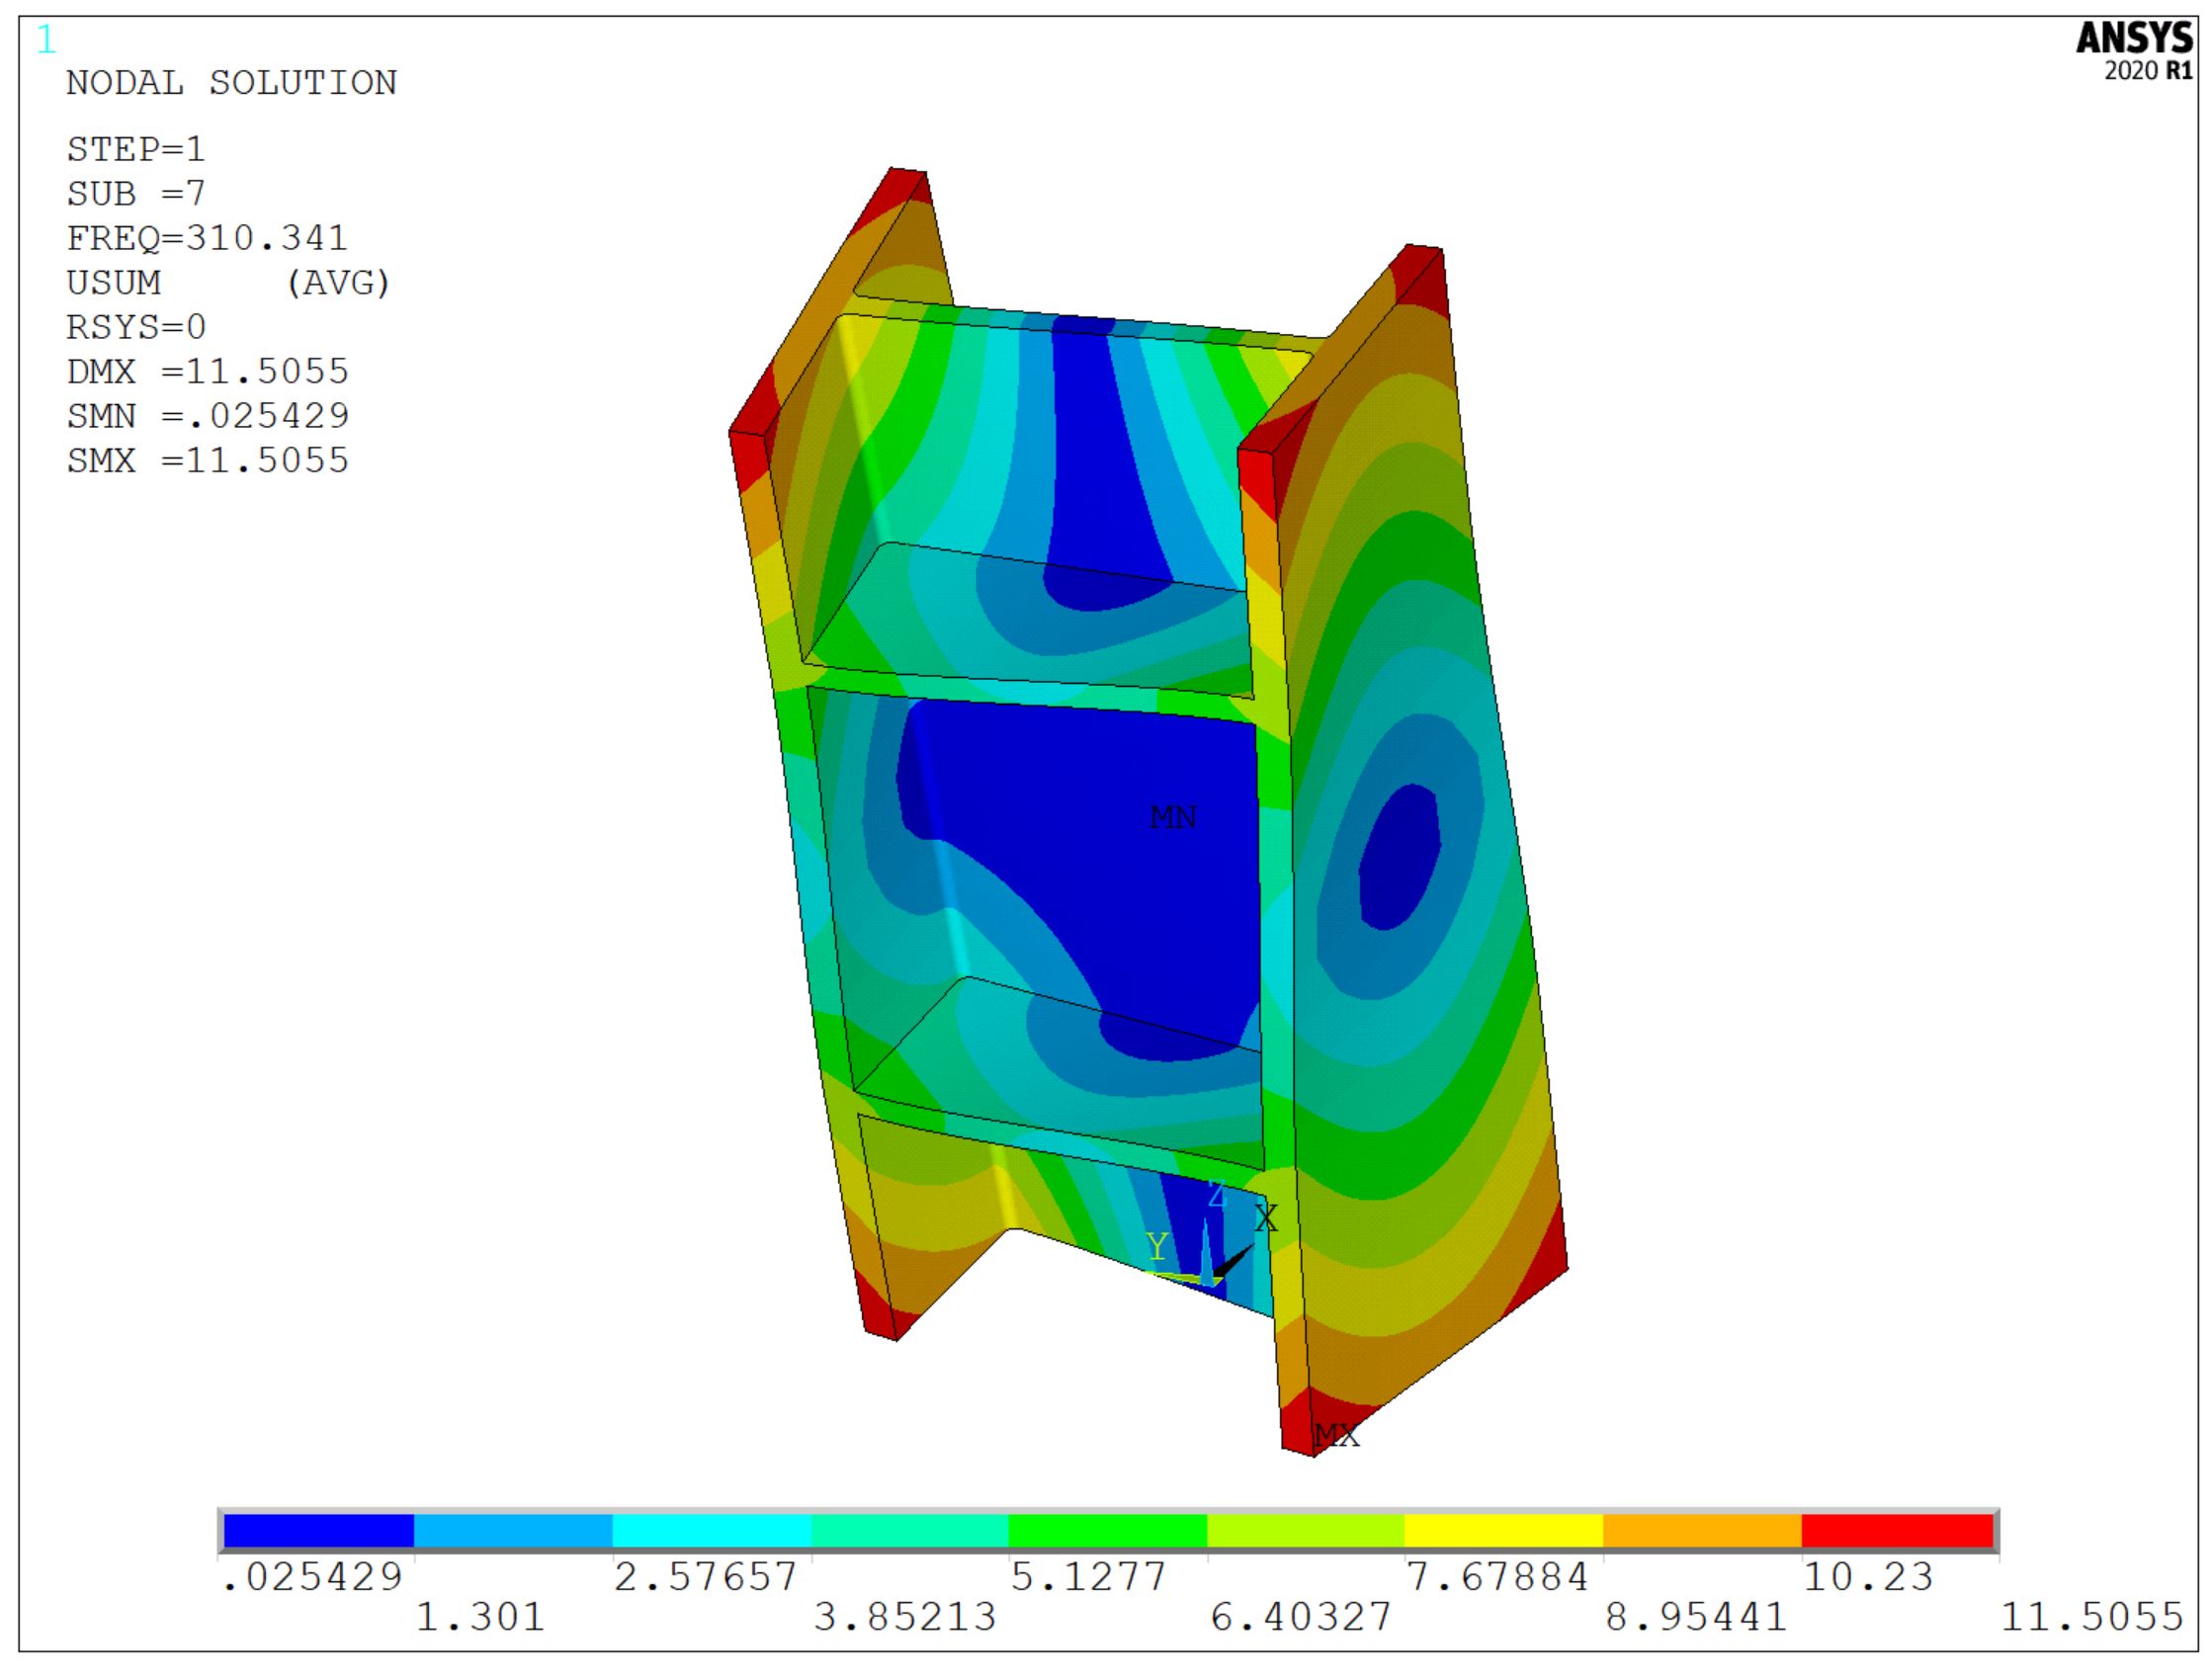 1
ANSYS
2020 R1
NODAL SOLUTION
STEP=1
SUB =7
FREQ=310.341
USUM (AVG)
RSYS=0
DMX =11.5055
SMN =.025429
SMX =11.5055
MN
Z
X
Y
MX
.025429 2.57657 5.1277 7.67884 10.23
1.301 3.85213 6.40327 8.95441 11.5055